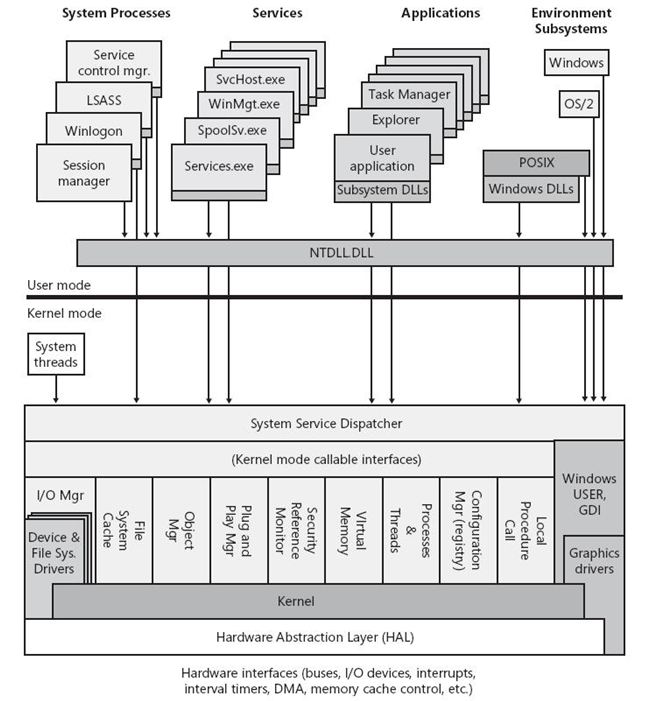 System Processes
Services
Applications
Environment
Subsystems
Service
control mgr.
LSASS
Winlogon
Session
manager
SvcHost.exe
WinMgt.exe
SpoolSv.exe
Services.exe
Task Manager
Explorer
User
application
Subsystem DLLs
Windows
OS/2
POSIX
Windows DLLs
NTDLL.DLL
User mode
Kernel mode
System
threads
System Service Dispatcher
(Kernel mode callable interfaces)
I/O Mgr
Device &
File Sys.
Drivers
File
System
Cache
Object
Mgr
Plug and
Play Mgr
Security
Reference
Monitor
Virtual
Memory
Processes
&
Threads
Configuration
Mgr (registry)
Local
Procedure
Call
Windows
USER,
GDI
Graphics
drivers
Kernel
Hardware Abstraction Layer (HAL)
Hardware interfaces (buses, I/O devices, interrupts,
interval timers, DMA, memory cache control, etc.)